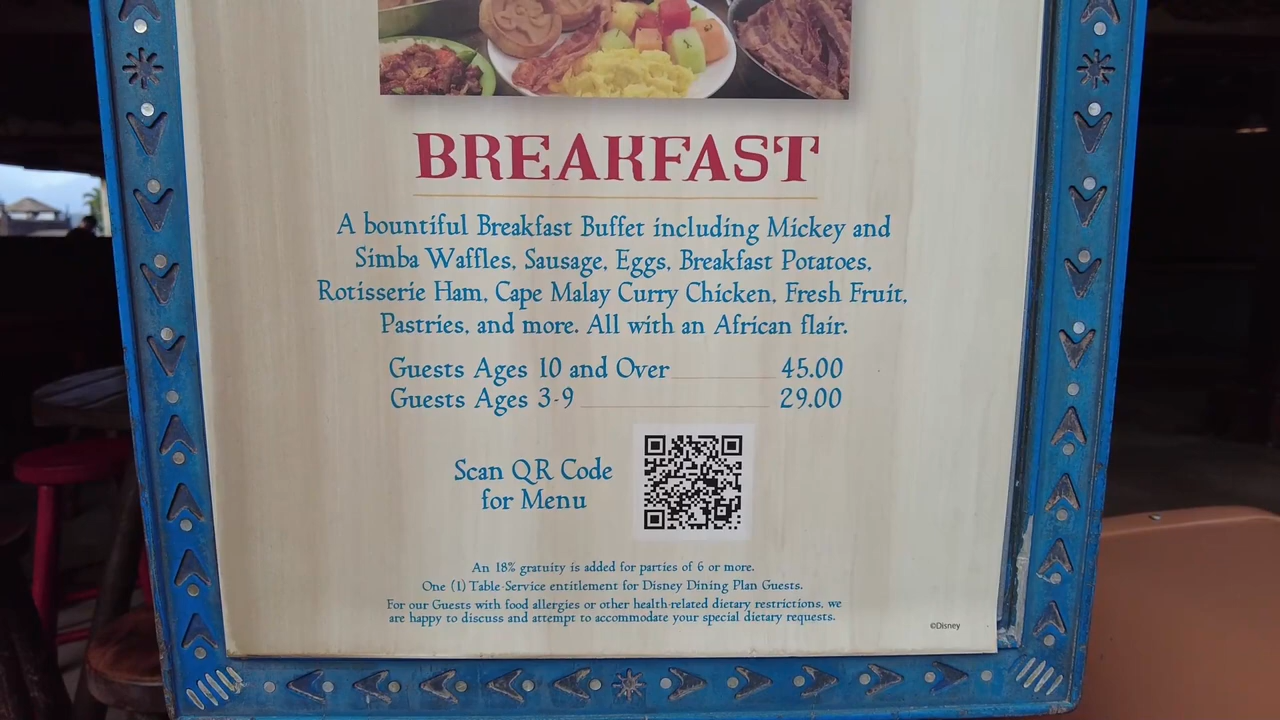 BREAKFAST
A bountiful Breakfast Buffet including Mickey and
Simba Waffles, Sausage, Eggs, Breakfast Potatoes,
Rotisserie Ham, Cape Malay Curry Chicken, Fresh Fruit,
Pastries, and more. All with an African flair.
Guests Ages 10 and Over 45.00
Guests Ages 3-9 29.00
Scan QR Code
for Menu
An 18% gratuity is added for parties of 6 or more.
One (1) Table-Service entitlement for Disney Dining Plan Guests.
For our Guests with food allergies or other health-related dietary restrictions, we
are happy to discuss and attempt to accommodate your special dietary requests.
©Disney